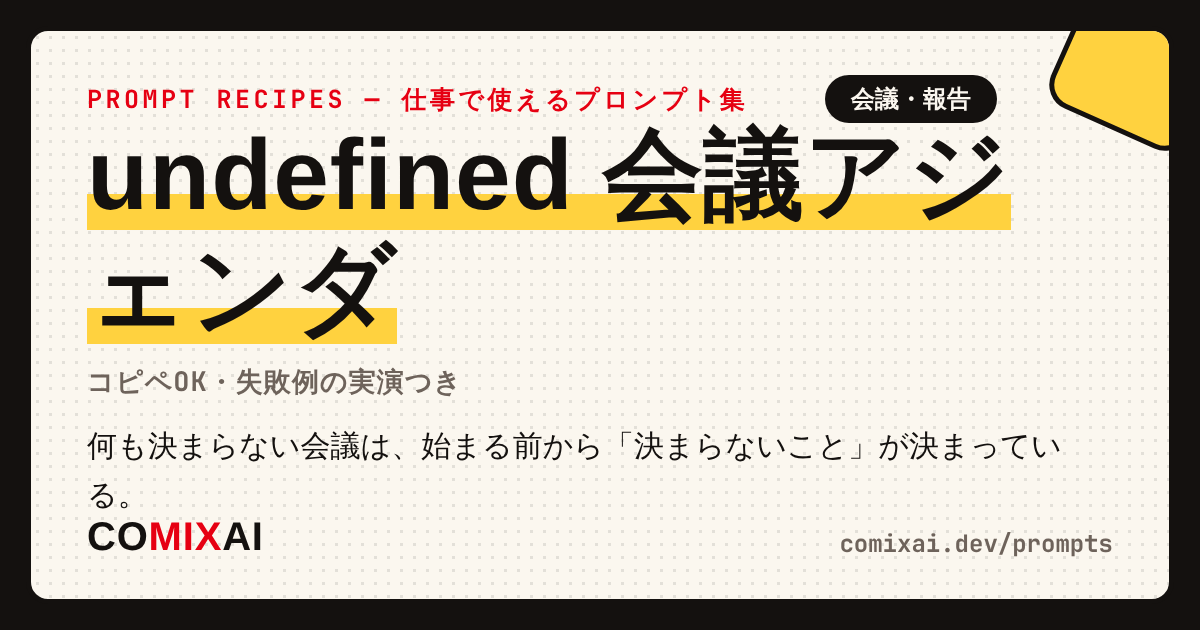 PROMPT RECIPES — 仕事で使えるプロンプト集
会議・報告
undefined 会議アジ
ェンダ
コピペOK・失敗例の実演つき
何も決まらない会議は、始まる前から「決まらないこと」が決まってい
る。
COMIXAI
comixai.dev/prompts